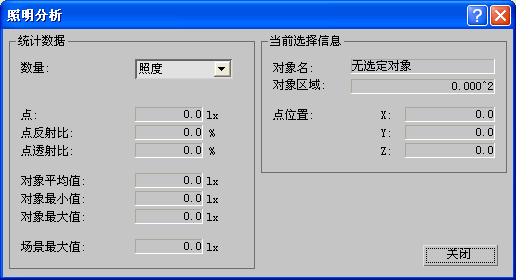 照明分析
统计数据
数量: 照度
点: 0.0 lx
点反射比: 0.0 %
点透射比: 0.0 %
对象平均值: 0.0 lx
对象最小值: 0.0 lx
对象最大值: 0.0 lx
场景最大值: 0.0 lx
当前选择信息
对象名: 无选定对象
对象区域: 0.000^2
点位置: X: 0.0
Y: 0.0
Z: 0.0
关闭